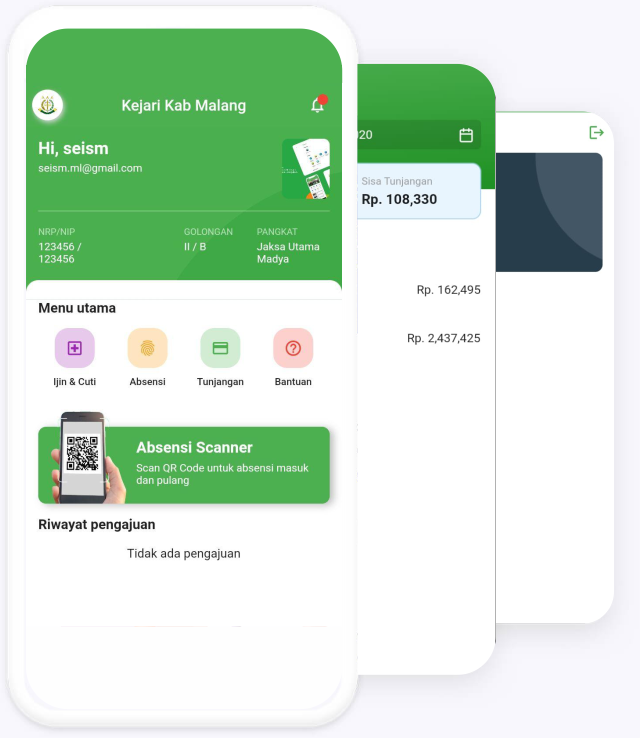 Kejari Kab Malang
Hi, seism
seism.ml@gmail.com
NRP/NIP
123456 /
123456
GOLONGAN
II / B
PANGKAT
Jaksa Utama
Madya
Menu utama
Ijin & Cuti
Absensi
Tunjangan
Bantuan
Absensi Scanner
Scan QR Code untuk absensi masuk
dan pulang
Riwayat pengajuan
Tidak ada pengajuan
020
Sisa Tunjangan
Rp. 108,330
Rp. 162,495
Rp. 2,437,425